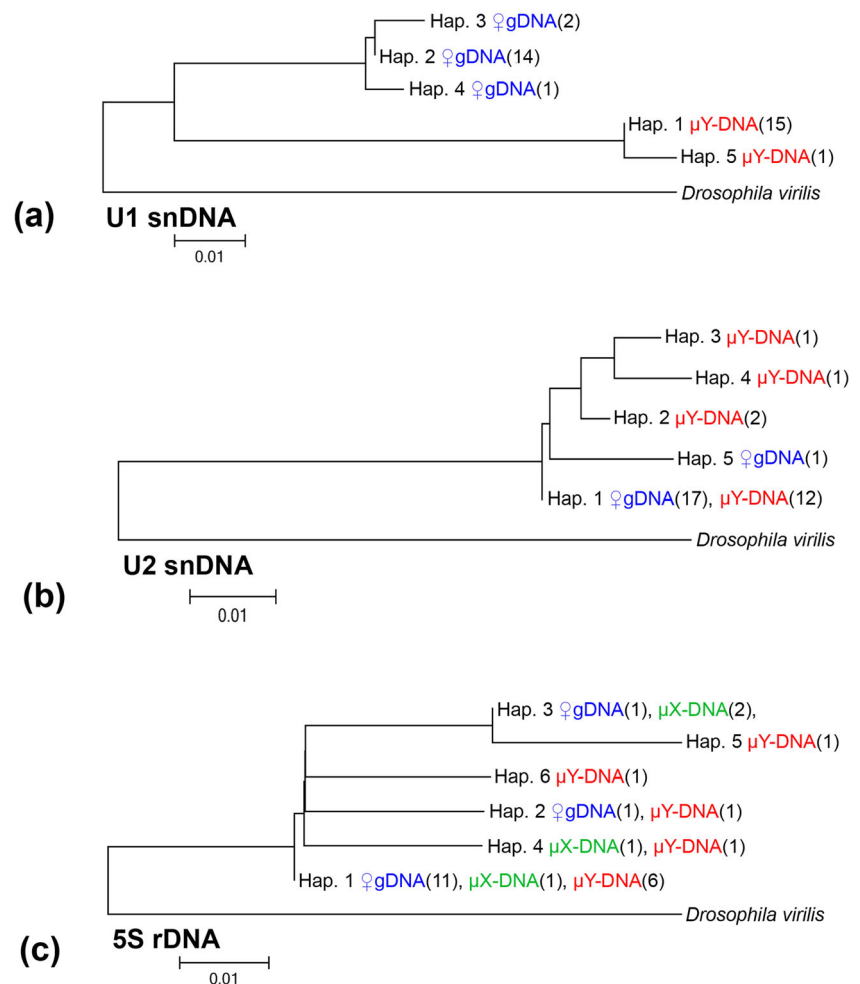 Hap. 3 ♀gDNA(2)
Hap. 2 ♀gDNA(14)
Hap. 4 ♀gDNA(1)
Hap. 1 µY-DNA(15)
Hap. 5 µY-DNA(1)
Drosophila virilis
(a)
U1 snDNA
0.01
Hap. 3 µY-DNA(1)
Hap. 4 µY-DNA(1)
Hap. 2 µY-DNA(2)
Hap. 5 ♀gDNA(1)
Hap. 1 ♀gDNA(17), µY-DNA(12)
Drosophila virilis
U2 snDNA
(b)
0.01
Hap. 3 ♀gDNA(1), µX-DNA(2),
Hap. 5 µY-DNA(1)
Hap. 6 µY-DNA(1)
Hap. 2 ♀gDNA(1), µY-DNA(1)
Hap. 4 µX-DNA(1), µY-DNA(1)
Hap. 1 ♀gDNA(11), µX-DNA(1), µY-DNA(6)
Drosophila virilis
5S rDNA
(c)
0.01